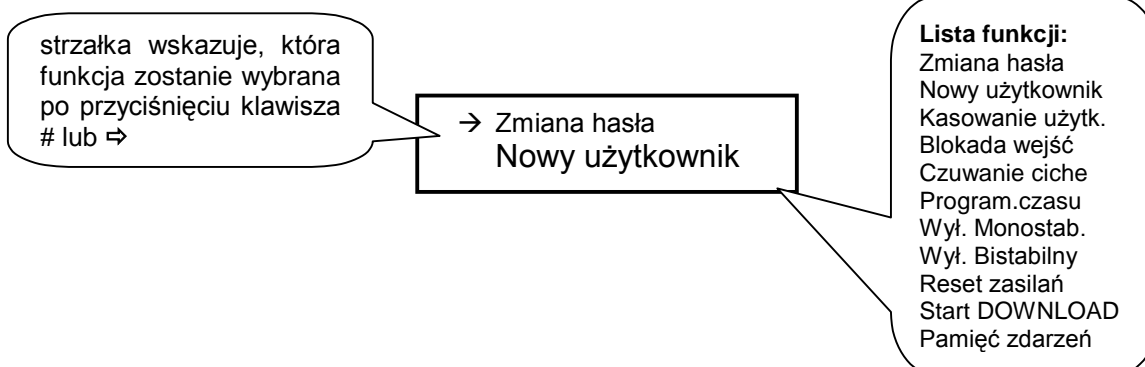 strzałka wskazuje, która
funkcja zostanie wybrana
po przyciśnięciu klawisza
# lub ⇨
→ Zmiana hasła
Nowy użytkownik
Lista funkcji:
Zmiana hasła
Nowy użytkownik
Kasowanie użytk.
Blokada wejść
Czuwanie ciche
Program.czasu
Wył. Monostab.
Wył. Bistabilny
Reset zasilań
Start DOWNLOAD
Pamięć zdarzeń